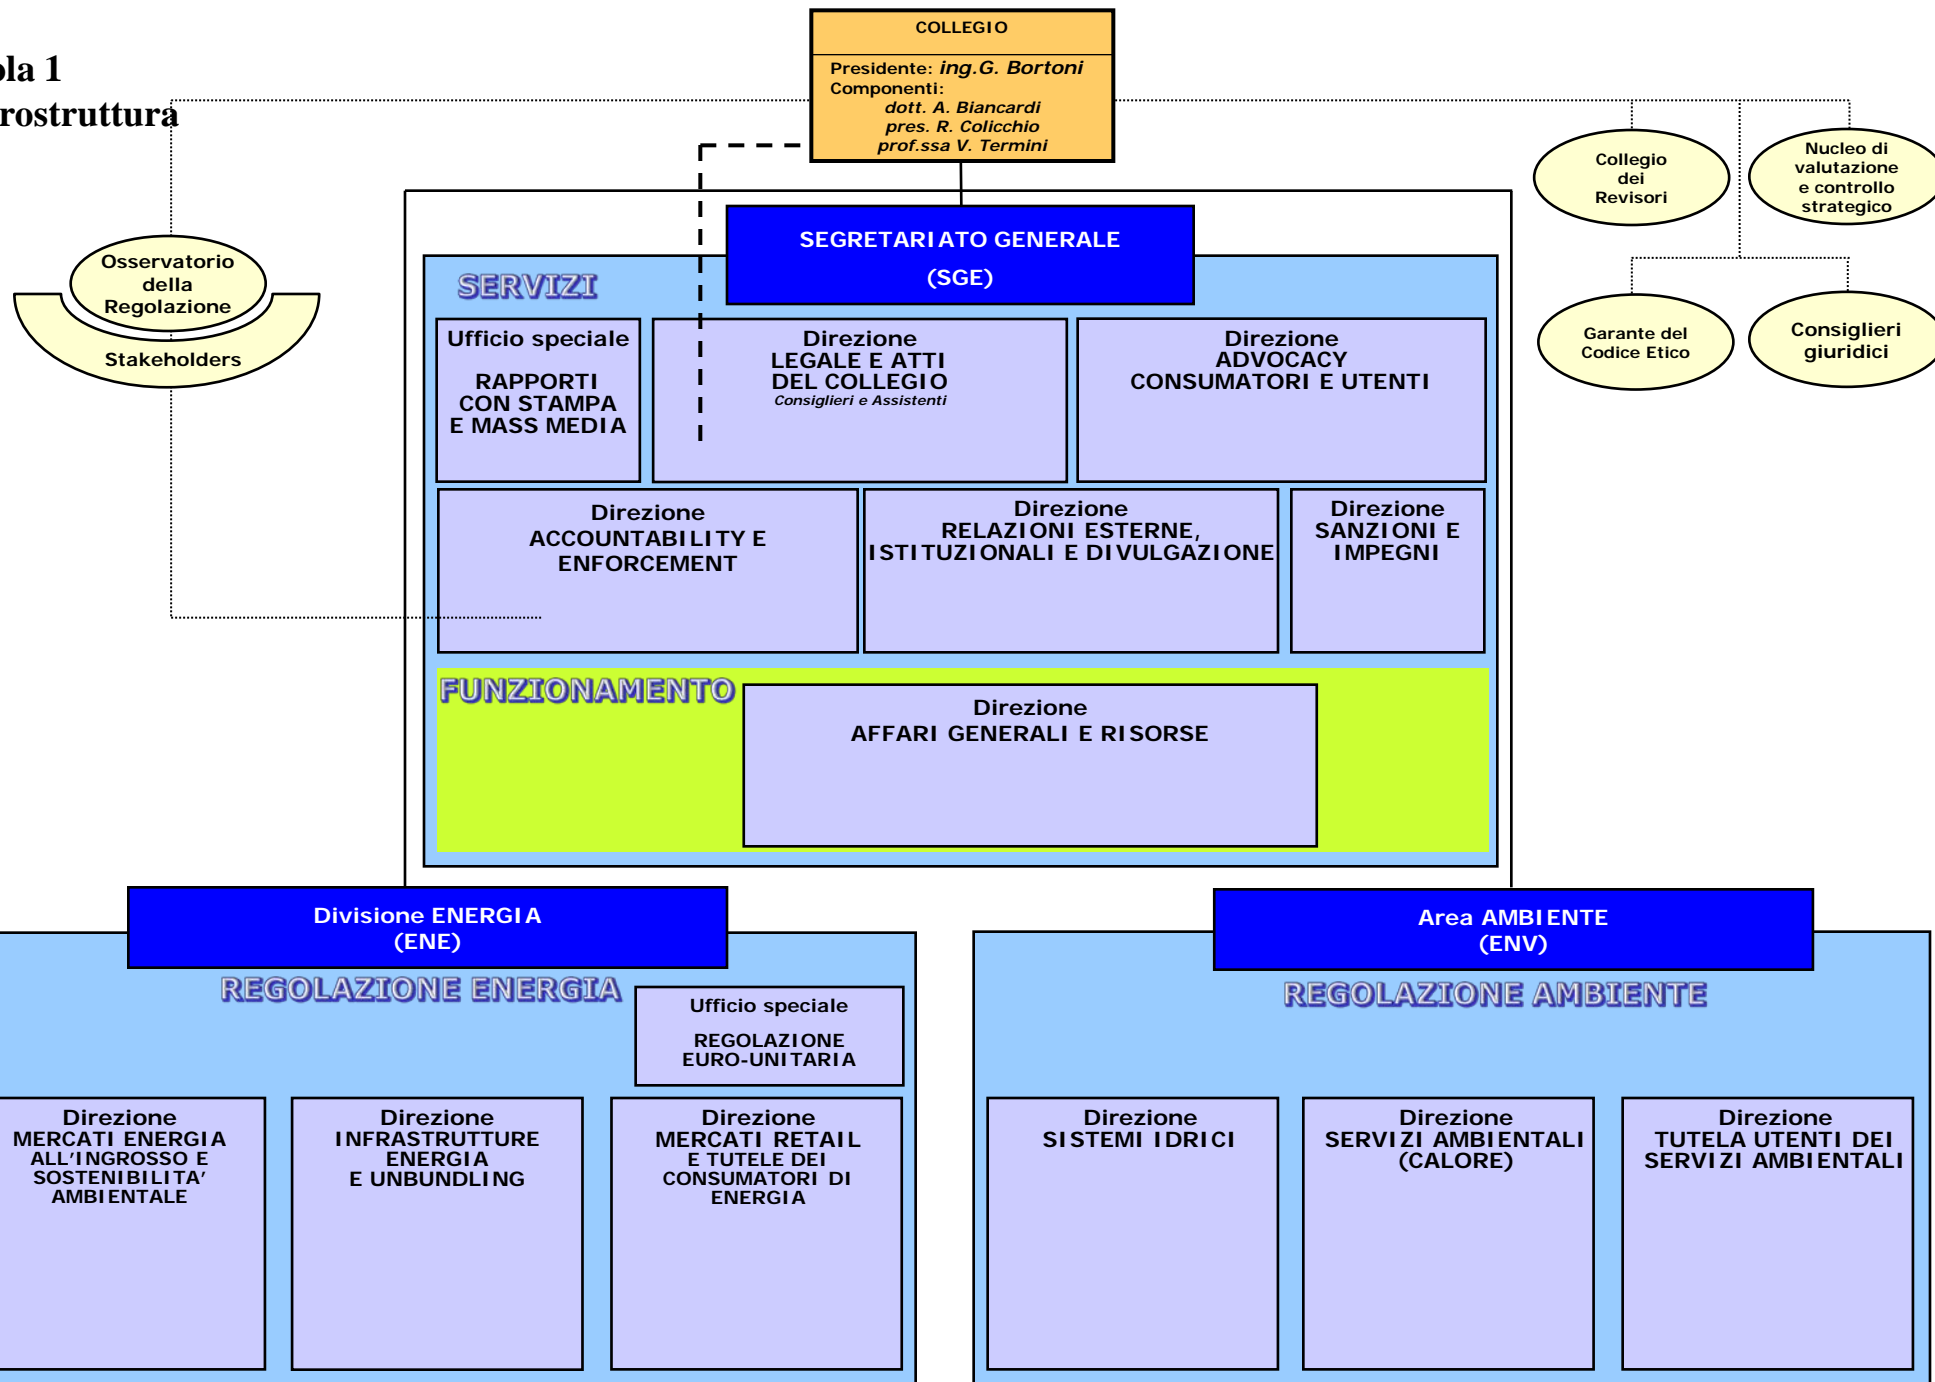 COLLEGIO
Presidente: ing.G. Bortoni
Componenti:
dott. A. Biancardi
pres. R. Colicchio
prof.ssa V. Termini
ola 1
rostruttura
Collegio
dei
Revisori
Nucleo di
valutazione
e controllo
strategico
Garante del
Codice Etico
Consiglieri
giuridici
Osservatorio
della
Regolazione
Stakeholders
SEGRETARIATO GENERALE
(SGE)
SERVIZI
Ufficio speciale
RAPPORTI
CON STAMPA
E MASS MEDIA
Direzione
LEGALE E ATTI
DEL COLLEGIO
Consiglieri e Assistenti
Direzione
ADVOCACY
CONSUMATORI E UTENTI
Direzione
ACCOUNTABILITY E
ENFORCEMENT
Direzione
RELAZIONI ESTERNE,
ISTITUZIONALI E DIVULGAZIONE
Direzione
SANZIONI E
IMPEGNI
FUNZIONAMENTO
Direzione
AFFARI GENERALI E RISORSE
Divisione ENERGIA
(ENE)
REGOLAZIONE ENERGIA
Ufficio speciale
REGOLAZIONE
EURO-UNITARIA
Direzione
MERCATI ENERGIA
ALL'INGROSSO E
SOSTENIBILITA'
AMBIENTALE
Direzione
INFRASTRUTTURE
ENERGIA
E UNBUNDLING
Direzione
MERCATI RETAIL
E TUTELE DEI
CONSUMATORI DI
ENERGIA
Area AMBIENTE
(ENV)
REGOLAZIONE AMBIENTE
Direzione
SISTEMI IDRICI
Direzione
SERVIZI AMBIENTALI
(CALORE)
Direzione
TUTELA UTENTI DEI
SERVIZI AMBIENTALI